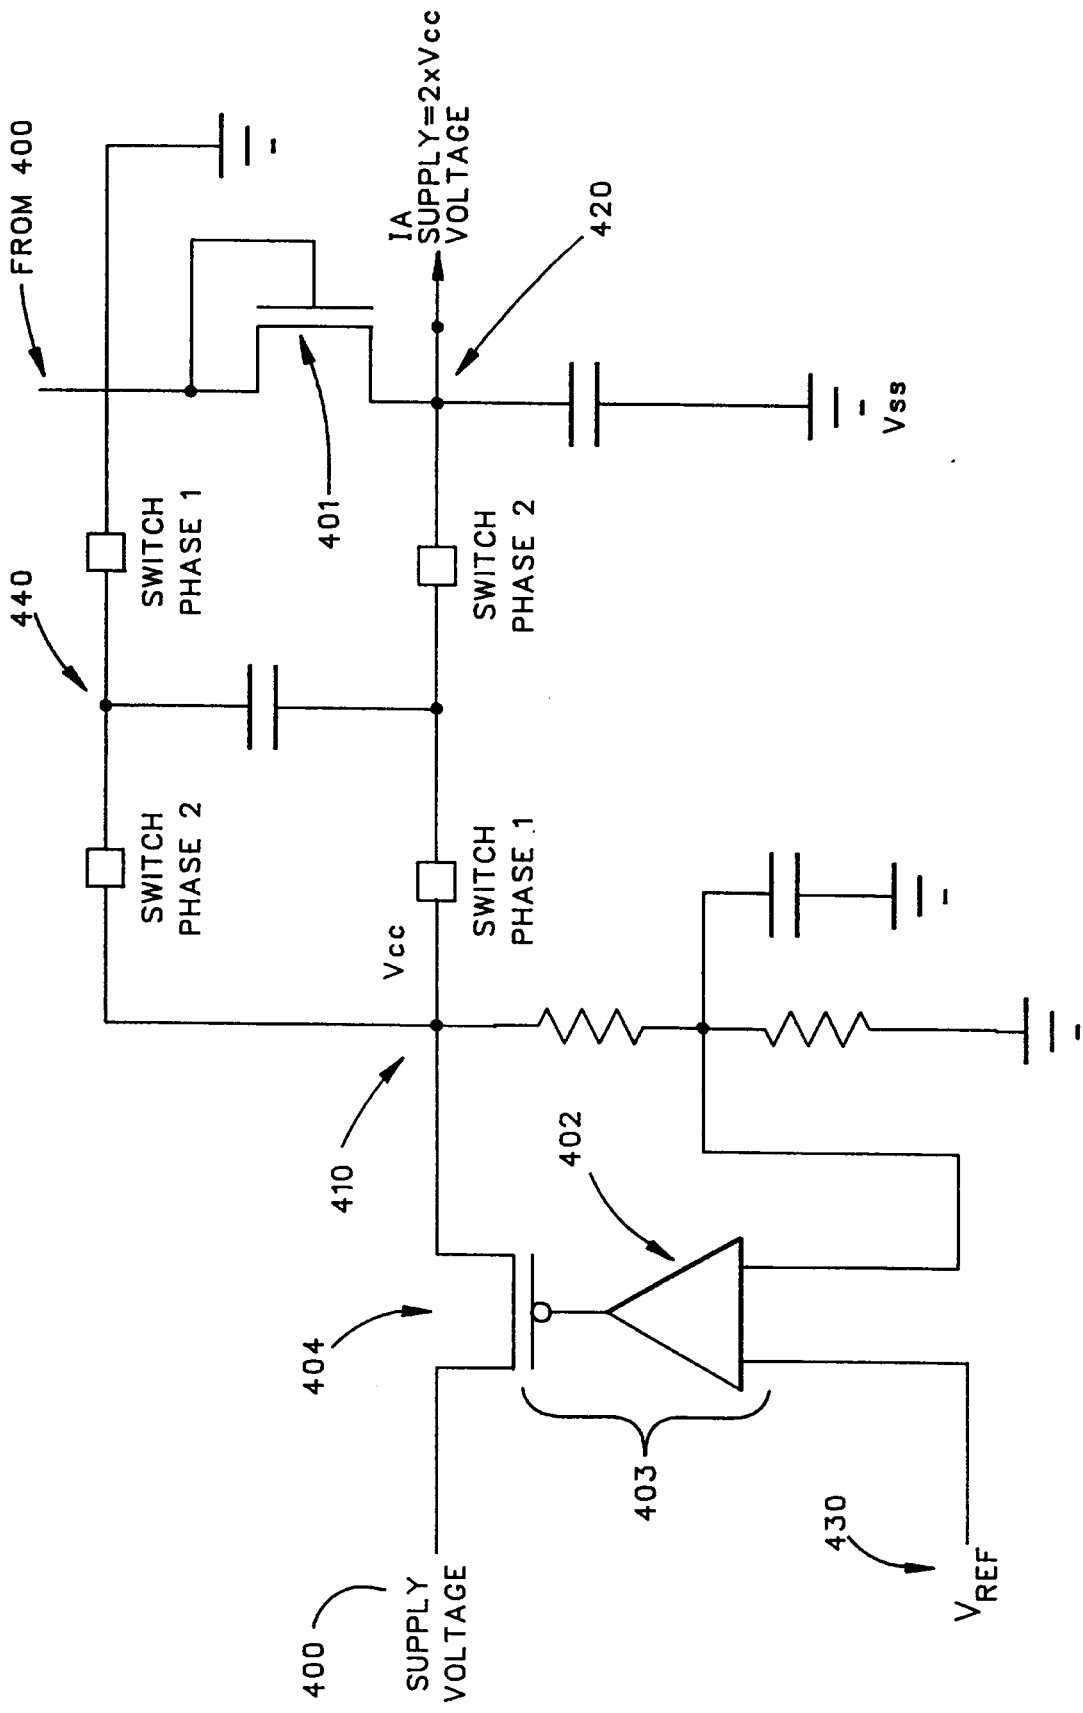 FROM 400
440
SWITCH
PHASE 2
SWITCH
PHASE 1
401
IA
SUPPLY=2xVcc
VOLTAGE
Vcc
410
SWITCH
PHASE 1
SWITCH
PHASE 2
420
404
402
Vss
400
SUPPLY
VOLTAGE
403
430
VREF